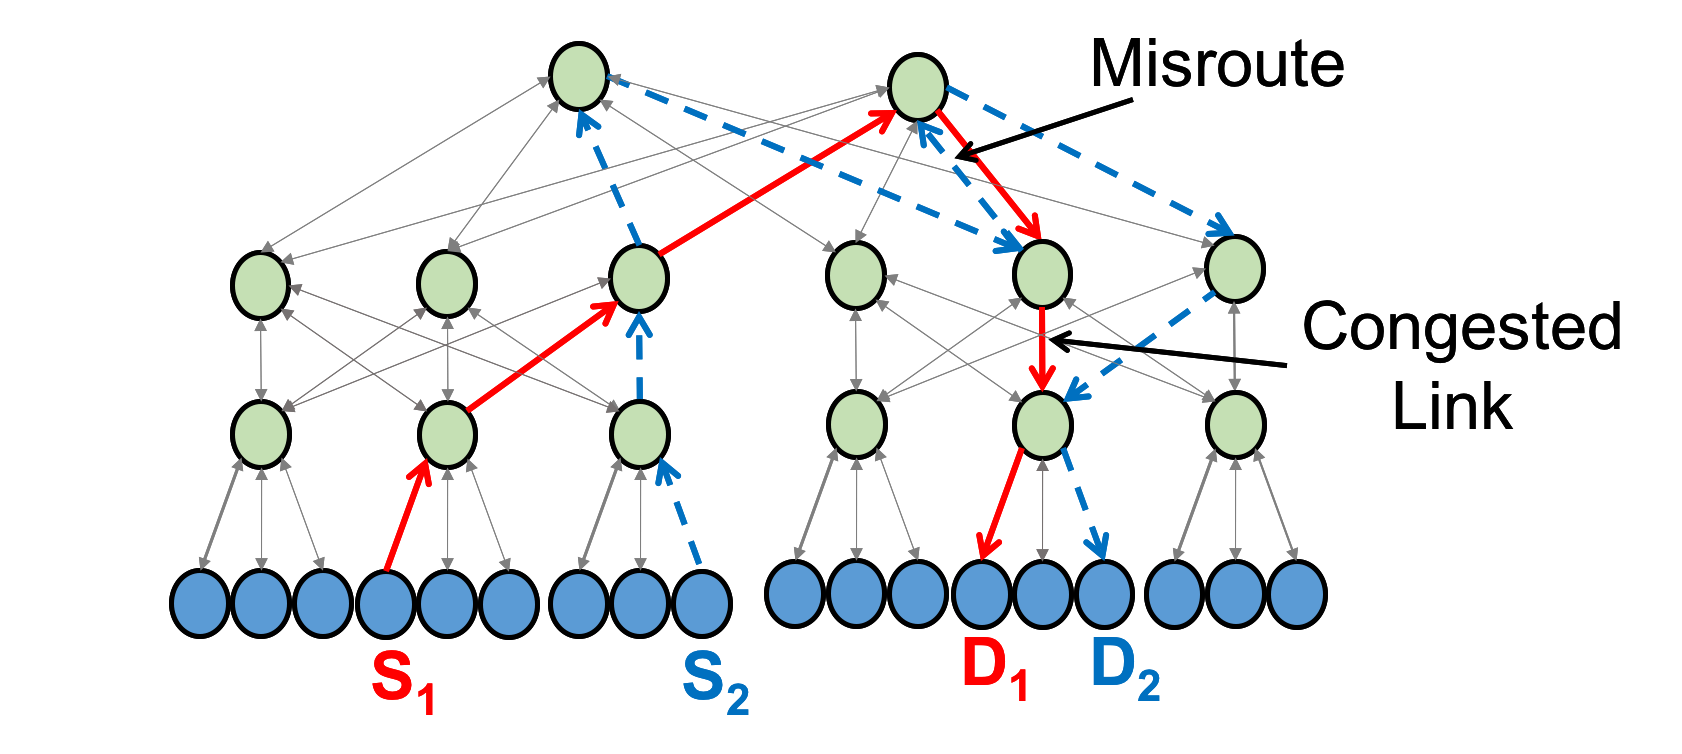 Misroute
Congested
Link
S₁
S₂
D₁
D₂